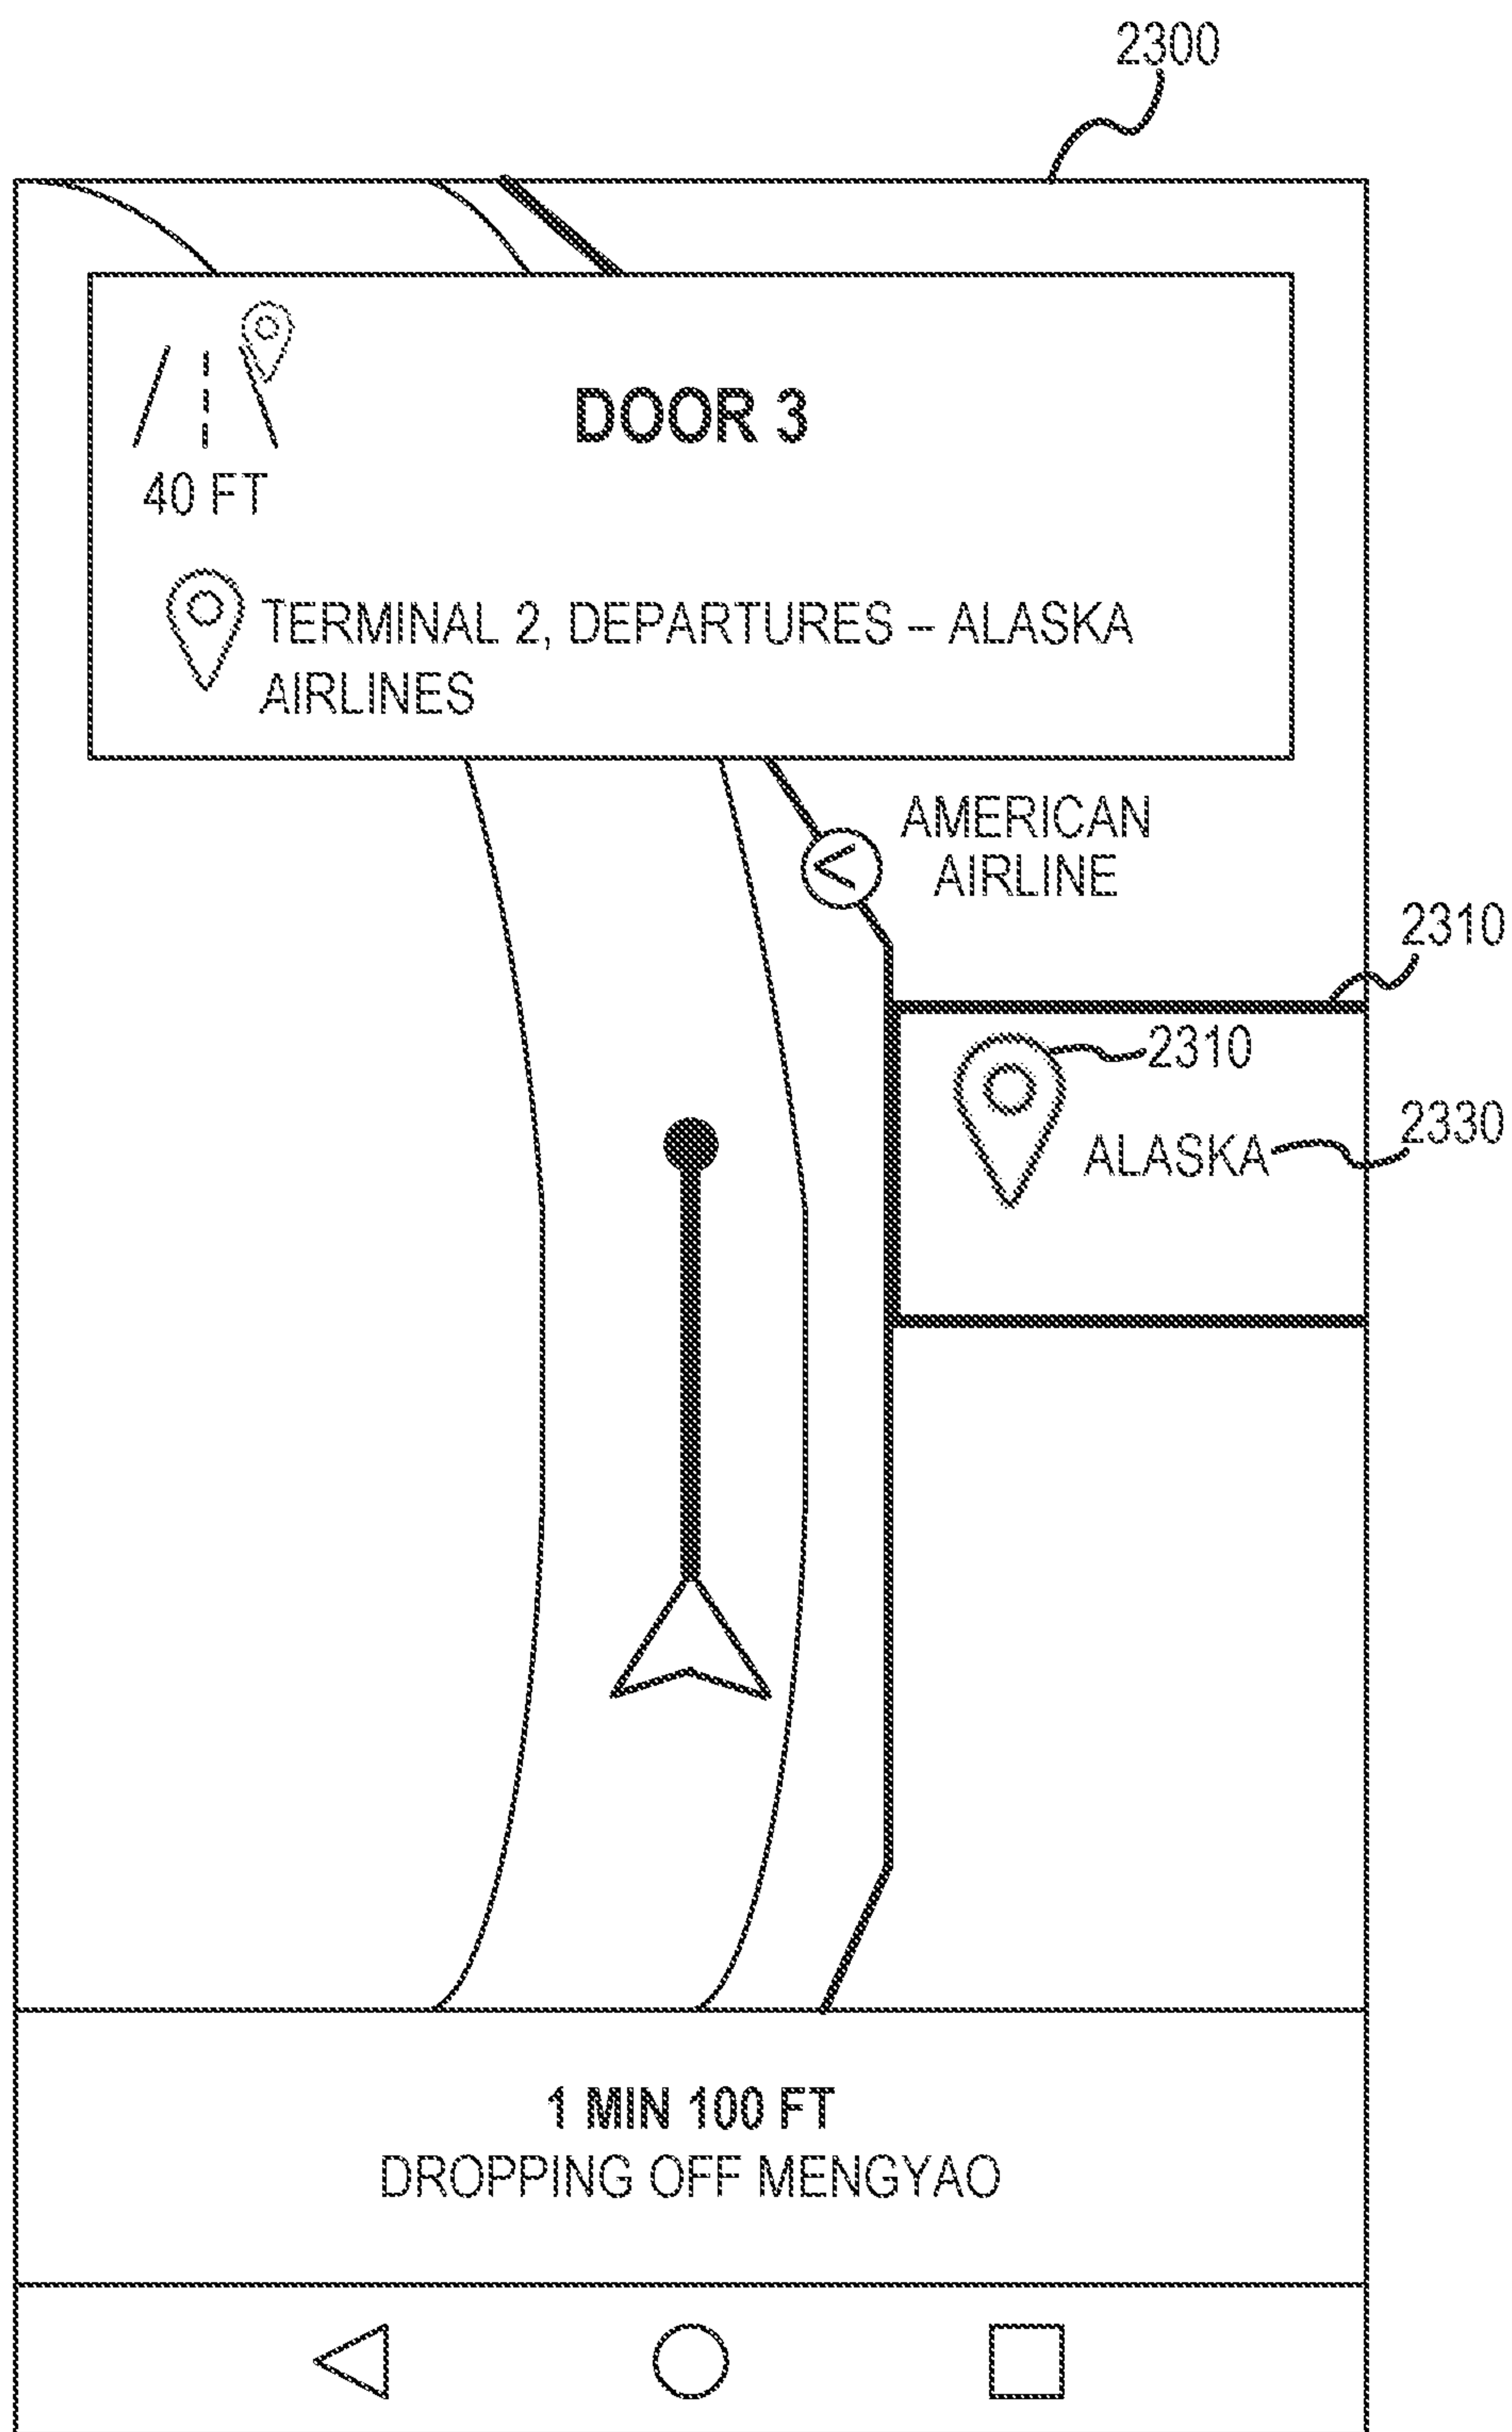 2300
DOOR 3
40 FT
TERMINAL 2, DEPARTURES – ALASKA
AIRLINES
AMERICAN
AIRLINE
2310
2310
2330
ALASKA
1 MIN 100 FT
DROPPING OFF MENGYAO